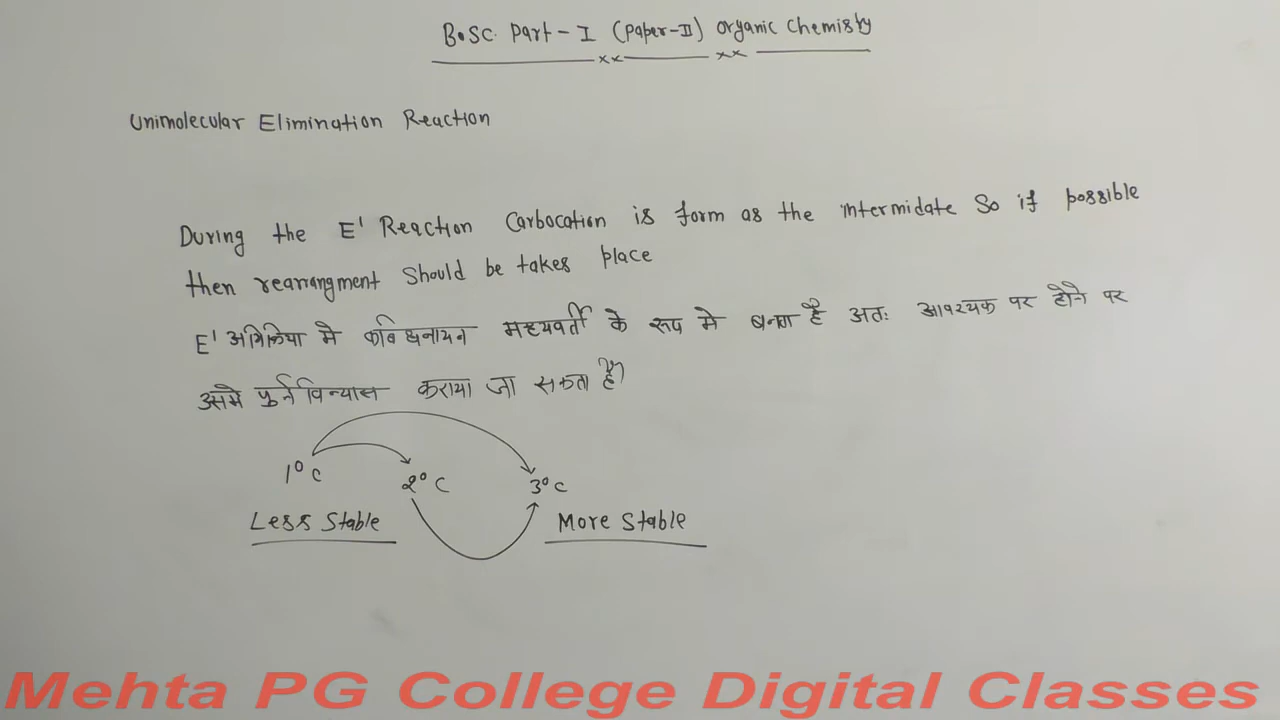 B.Sc. Part-I (Paper-II) Organic Chemistry
Unimolecular Elimination Reaction
During the E' Reaction Carbocation is form as the intermidate So if possible
then rearrangment Should be takes place
E' अभिक्रिया मे कार्बधनायन मध्यवर्ती के रूप मे बनता है अतः आवश्यक पर होने पर
उसमे पुर्नविन्यास कराया जा सकता है
1° C 2° C 3° C
Less Stable More Stable
Mehta PG College Digital Classes